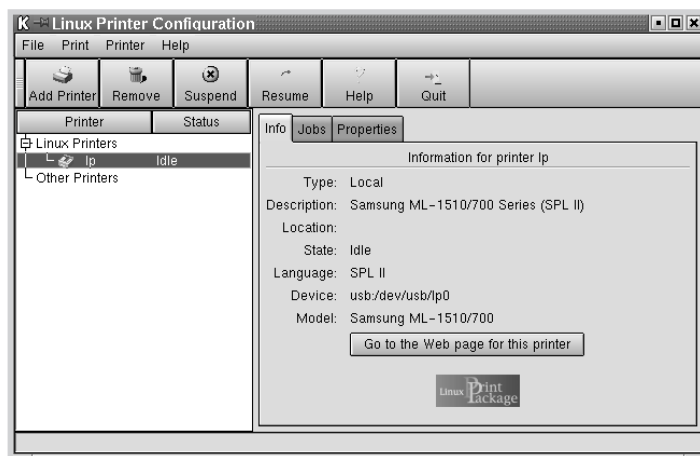 Linux Printer Configuration
File Print Printer Help
Add Printer Remove Suspend Resume Help Quit
Printer Status
Linux Printers
lp Idle
Other Printers
Info Jobs Properties
Information for printer lp
Type: Local
Description: Samsung ML-1510/700 Series (SPL II)
Location:
State: Idle
Language: SPL II
Device: usb:/dev/usb/lp0
Model: Samsung ML-1510/700
Go to the Web page for this printer
Linux Print
Package